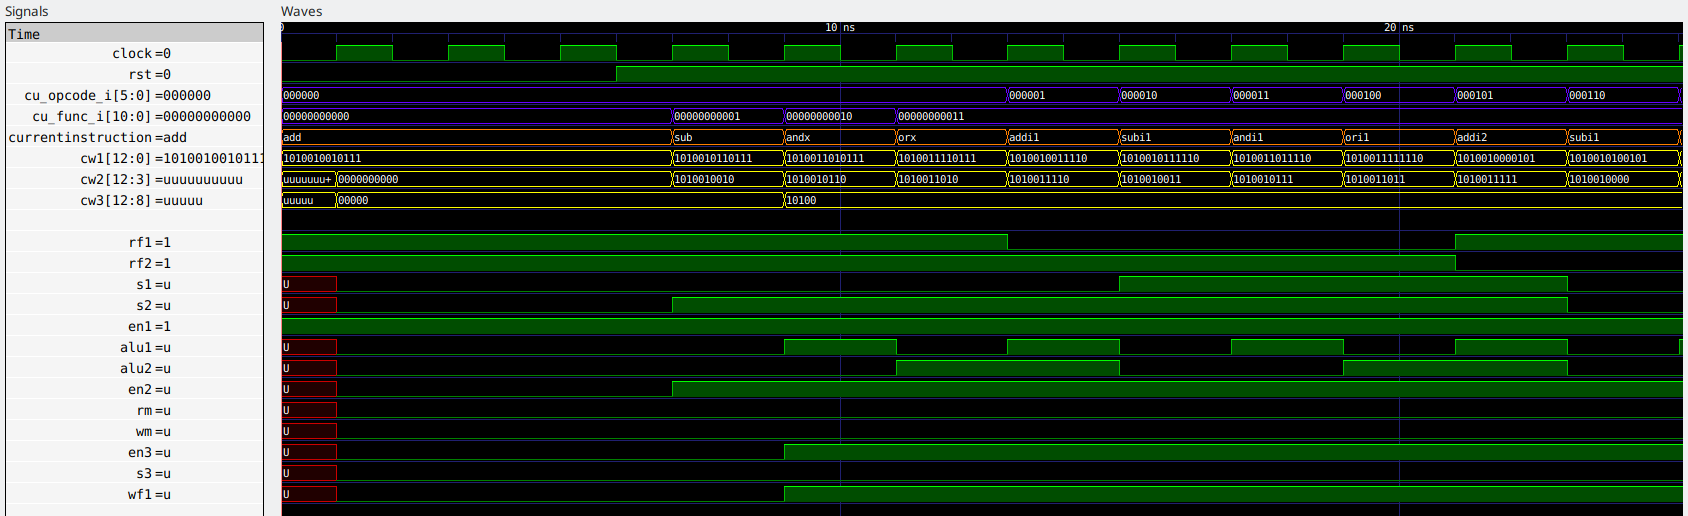 Signals Waves
Time 0 10 ns 20 ns
clock=0
rst=0
cu_opcode_i[5:0]=000000 000000 000001 000010 000011 000100 000101 000110
cu_func_i[10:0]=00000000000 00000000000 00000000001 00000000010 00000000011
currentinstruction=add add sub andx orx addi1 subi1 andi1 ori1 addi2 subi1
cw1[12:0]=1010010010111 1010010010111 1010010110111 1010011010111 1010011110111 1010010011110 1010010111110 1010011011110 1010011111110 1010010000101 1010010100101
cw2[12:3]=uuuuuuuuuu uuuuuuu+ 0000000000 1010010010 1010010110 1010011010 1010011110 1010010011 1010010111 1010011011 1010011111 1010010000
cw3[12:8]=uuuuu uuuuu 00000 10100
rf1=1
rf2=1
s1=u U
s2=u U
en1=1
alu1=u U
alu2=u U
en2=u U
rm=u U
wm=u U
en3=u U
s3=u U
wf1=u U